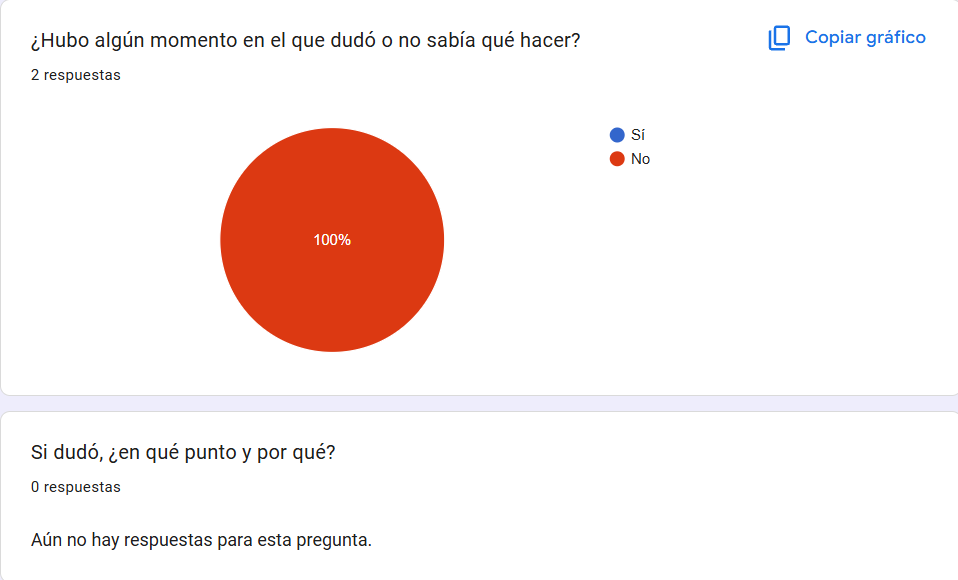 ¿Hubo algún momento en el que dudó o no sabía qué hacer?
Copiar gráfico
2 respuestas
Sí
No
100%
Si dudó, ¿en qué punto y por qué?
0 respuestas
Aún no hay respuestas para esta pregunta.